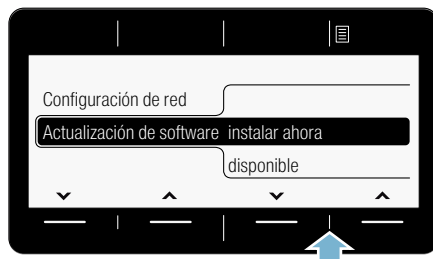 Configuración de red
Actualización de software instalar ahora
disponible